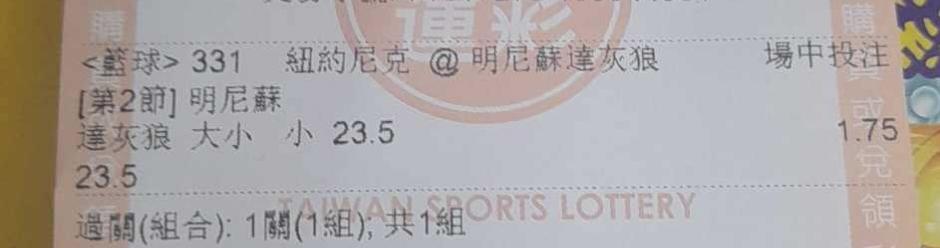 <籃球> 331 紐約尼克 @ 明尼蘇達灰狼 場中投注
[第2節] 明尼蘇
達灰狼 大小 小 23.5 1.75
23.5
TAIWAN SPORTS LOTTERY
過關(組合): 1關(1組), 共1組